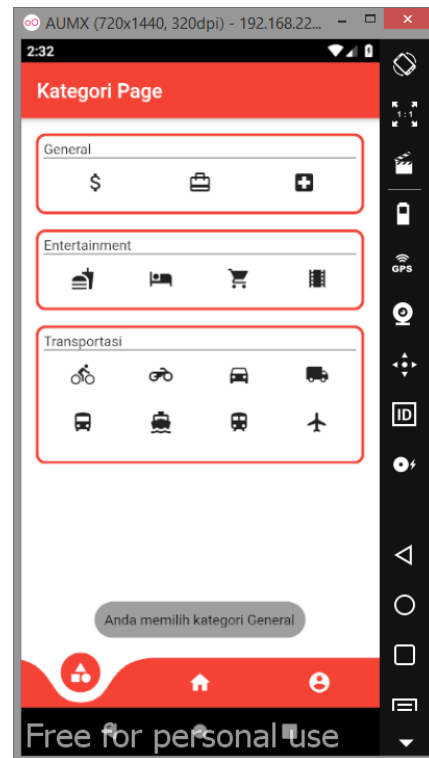 AUMX (720x1440, 320dpi) - 192.168.22...
2:32
Kategori Page
1:1
General
Entertainment
GPS
Transportasi
ID
Anda memilih kategori General
Free for personal use